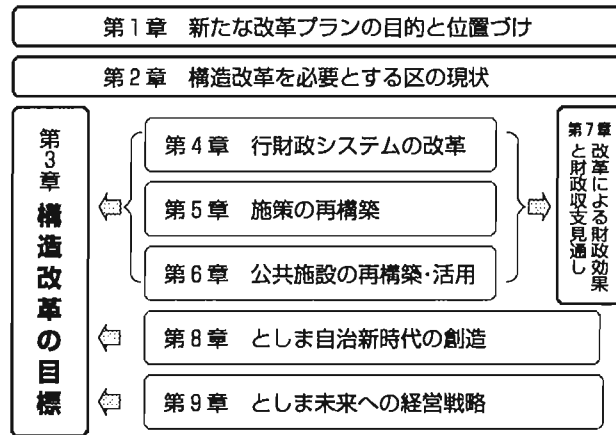 第1章 新たな改革プランの目的と位置づけ
第2章 構造改革を必要とする区の現状
第3章 構造改革の目標
第4章 行財政システムの改革
第5章 施策の再構築
第6章 公共施設の再構築・活用
第7章 改革による財政効果
と財政収支見通し
第8章 としま自治新時代の創造
第9章 としま未来への経営戦略